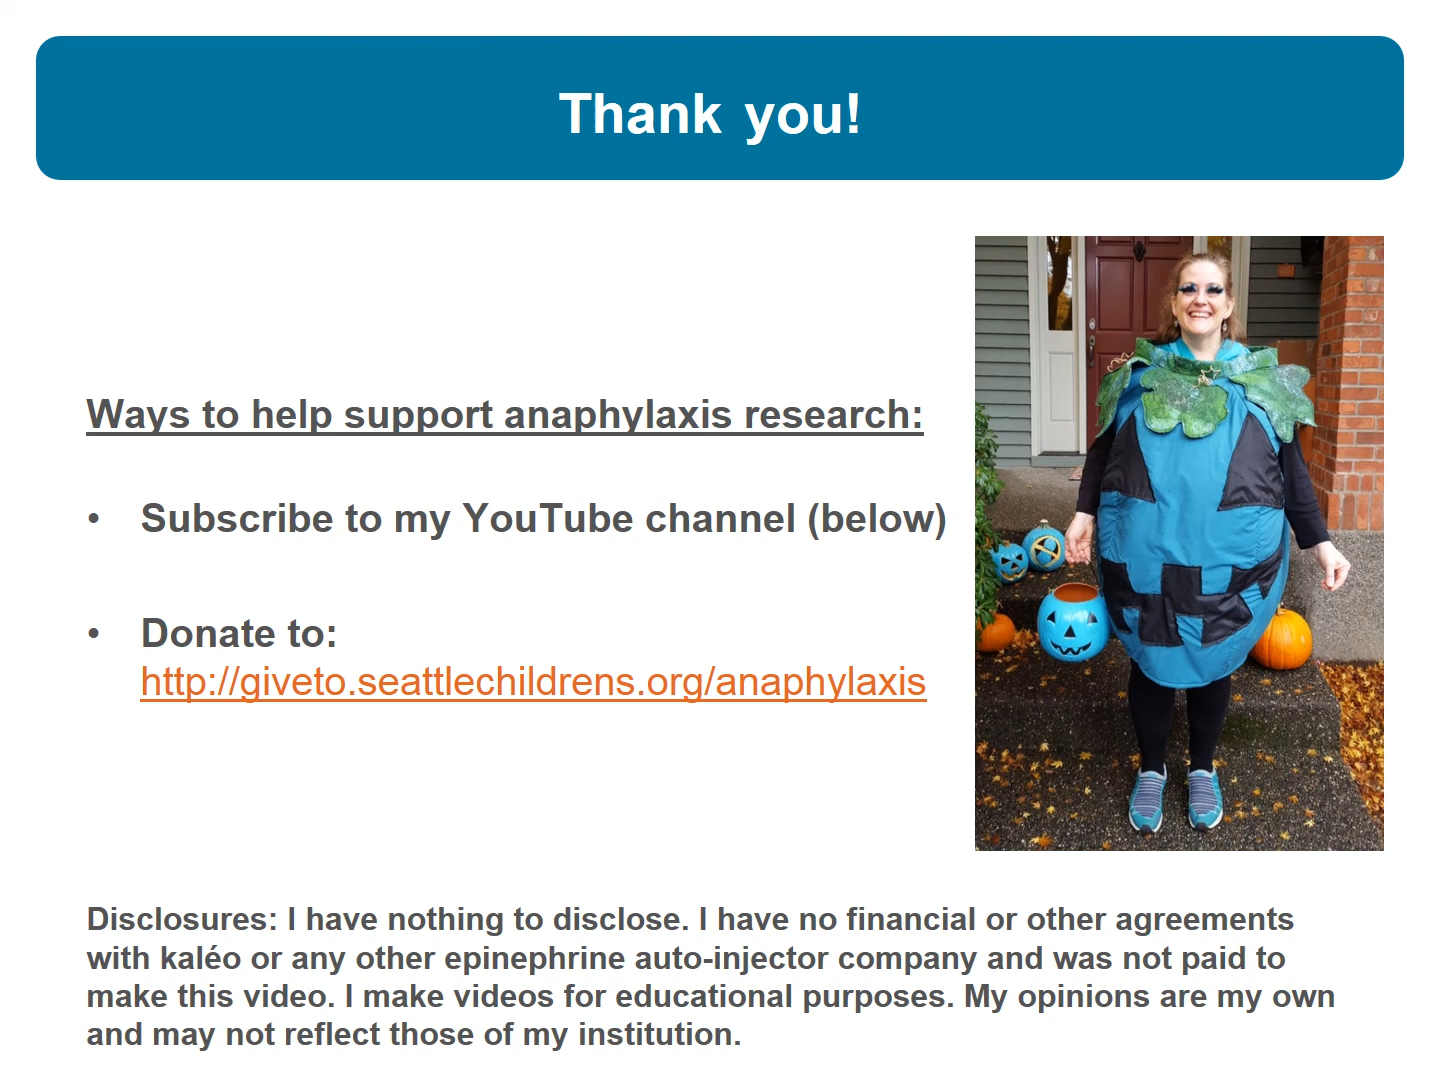 Thank you!
Ways to help support anaphylaxis research:
• Subscribe to my YouTube channel (below)
• Donate to:
http://giveto.seattlechildrens.org/anaphylaxis
Disclosures: I have nothing to disclose. I have no financial or other agreements
with kaléo or any other epinephrine auto-injector company and was not paid to
make this video. I make videos for educational purposes. My opinions are my own
and may not reflect those of my institution.